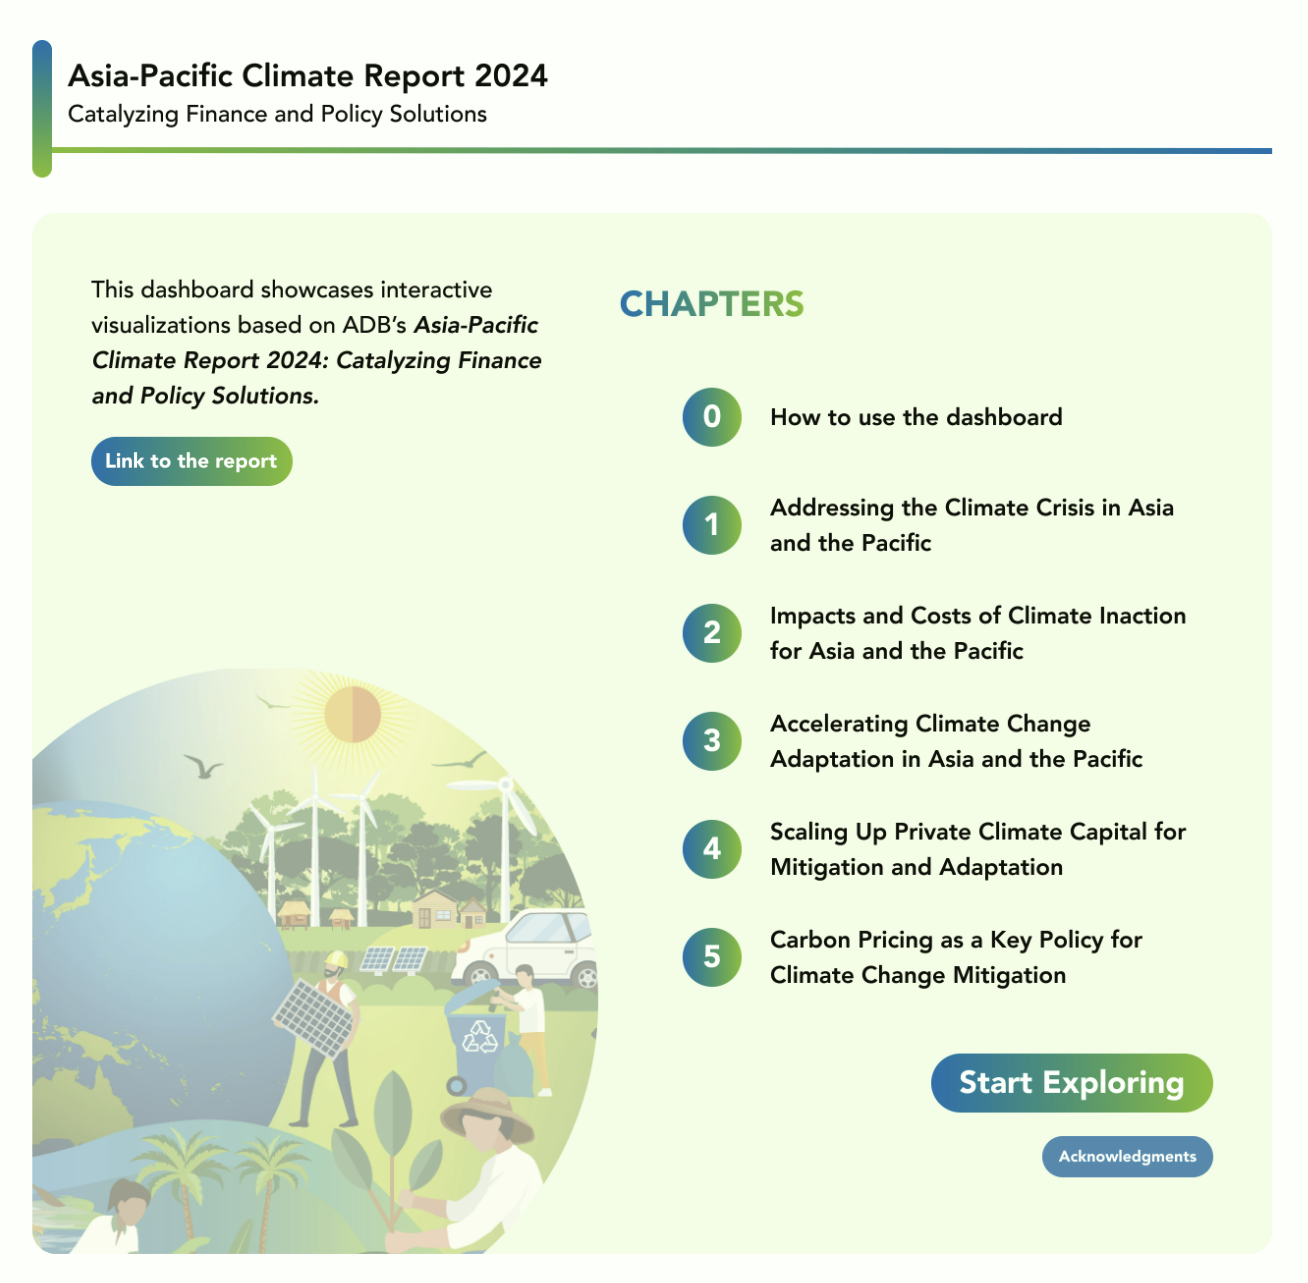 Asia-Pacific Climate Report 2024
Catalyzing Finance and Policy Solutions
This dashboard showcases interactive
visualizations based on ADB’s Asia-Pacific
Climate Report 2024: Catalyzing Finance
and Policy Solutions.
Link to the report
CHAPTERS
0 How to use the dashboard
1 Addressing the Climate Crisis in Asia
and the Pacific
2 Impacts and Costs of Climate Inaction
for Asia and the Pacific
3 Accelerating Climate Change
Adaptation in Asia and the Pacific
4 Scaling Up Private Climate Capital for
Mitigation and Adaptation
5 Carbon Pricing as a Key Policy for
Climate Change Mitigation
Start Exploring
Acknowledgments